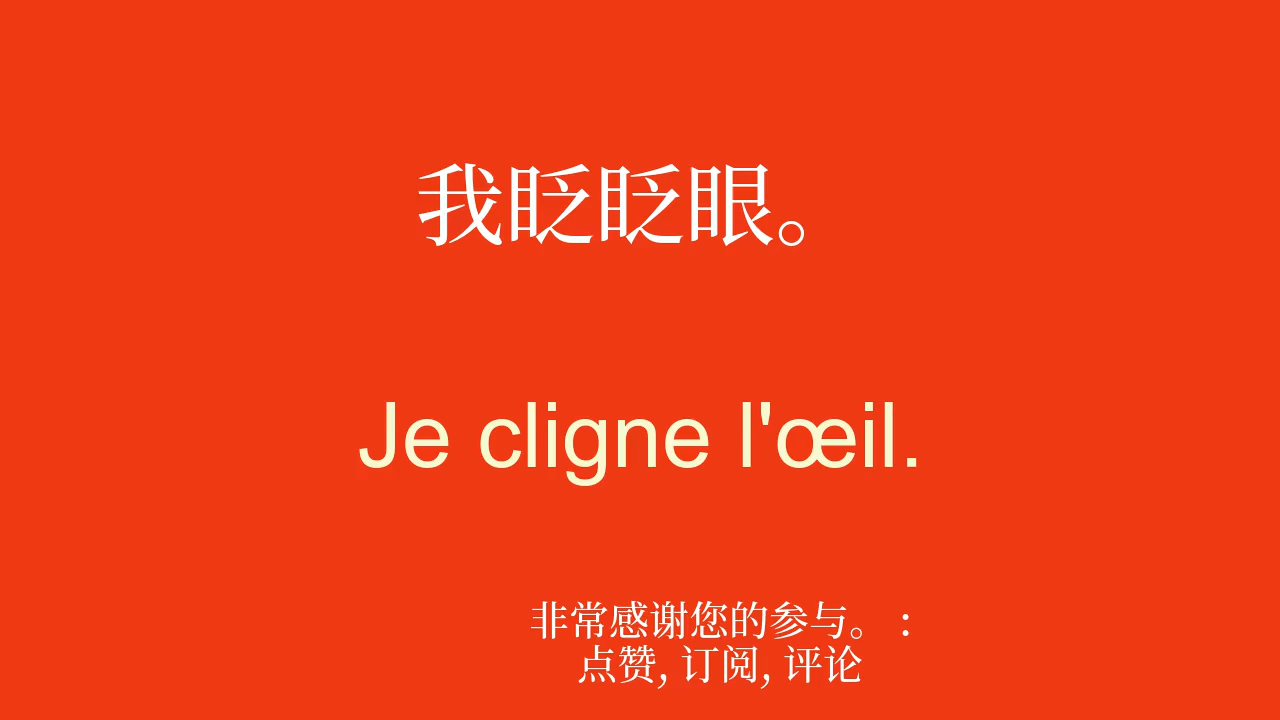 我眨眨眼。
Je cligne l'œil.
非常感谢您的参与。 :
点赞, 订阅, 评论